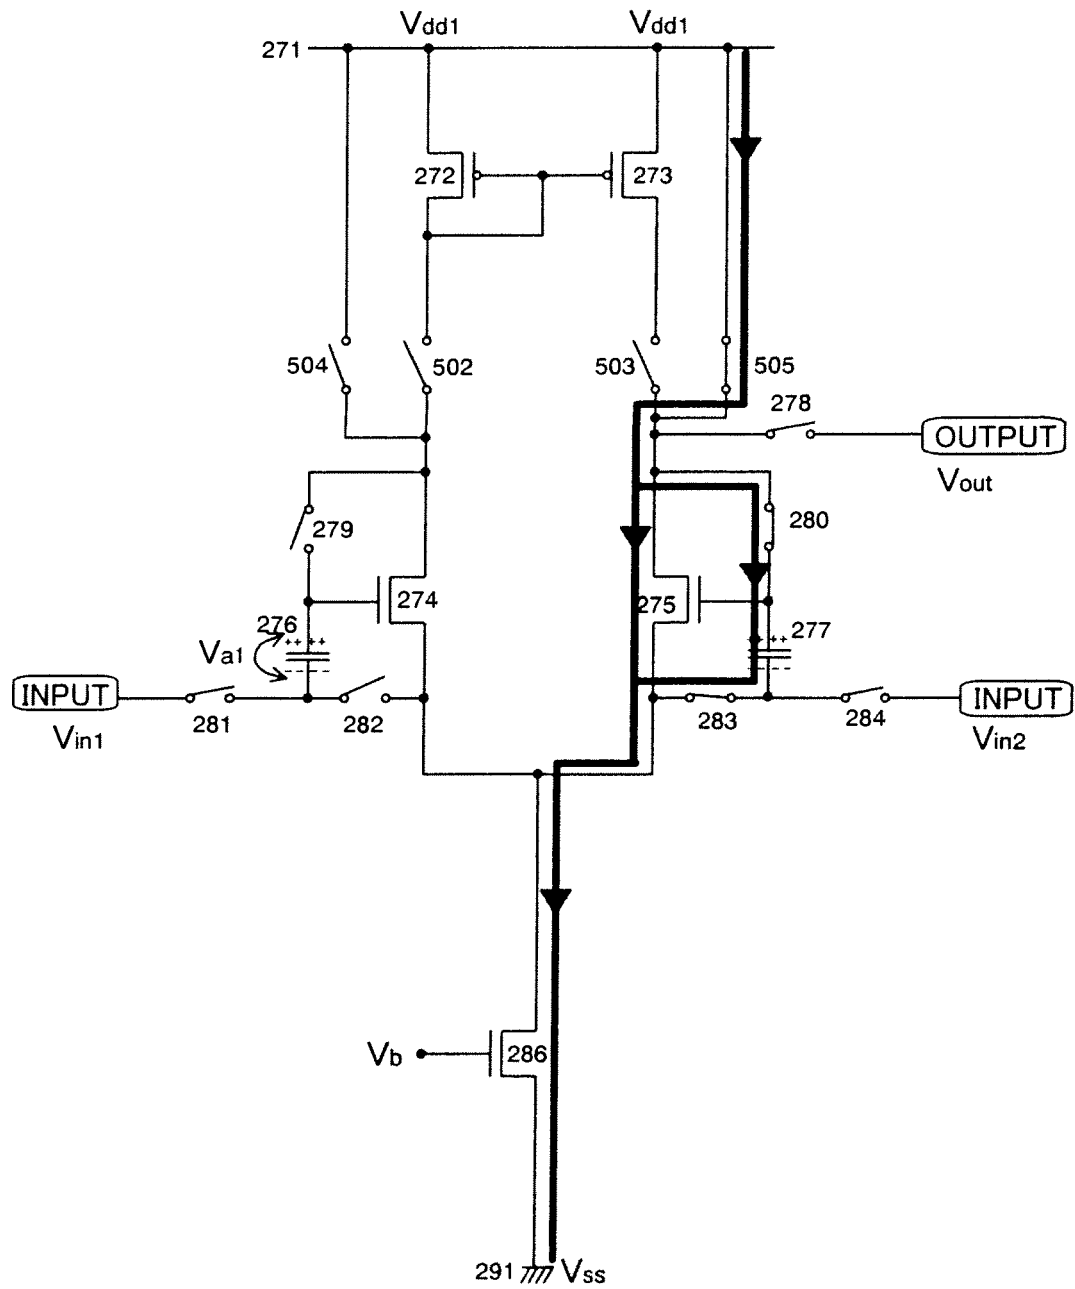 Vdd1 Vdd1
271
272 273
504 502 503 505
278
OUTPUT
Vout
279 280
274 275
276 277
Va1
++ ++ ++ ++
INPUT INPUT
281 282 283 284
Vin1 Vin2
Vb 286
291 Vss